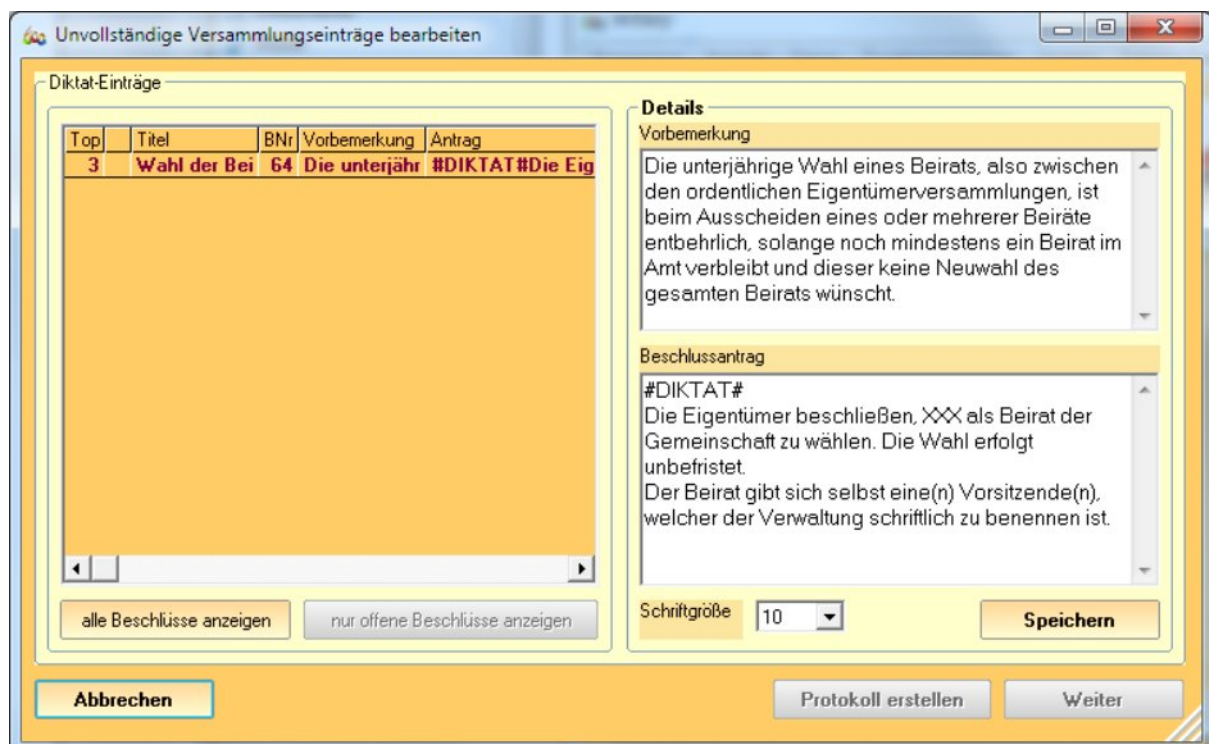 Unvollständige Versammlungseinträge bearbeiten
Diktat-Einträge
Top Titel BNr Vorbemerkung Antrag
3 Wahl der Bei 64 Die unterjähr #DIKTAT#Die Eig
alle Beschlüsse anzeigen nur offene Beschlüsse anzeigen
Details
Vorbemerkung
Die unterjährige Wahl eines Beirats, also zwischen
den ordentlichen Eigentümerversammlungen, ist
beim Ausscheiden eines oder mehrerer Beiräte
entbehrlich, solange noch mindestens ein Beirat im
Amt verbleibt und dieser keine Neuwahl des
gesamten Beirats wünscht.
Beschlussantrag
#DIKTAT#
Die Eigentümer beschließen, XXX als Beirat der
Gemeinschaft zu wählen. Die Wahl erfolgt
unbefristet.
Der Beirat gibt sich selbst eine(n) Vorsitzende(n),
welcher der Verwaltung schriftlich zu benennen ist.
Schriftgröße 10 Speichern
Abbrechen Protokoll erstellen Weiter